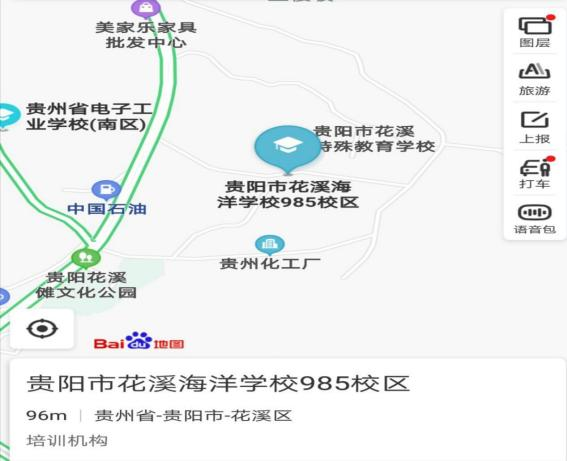 美家乐家具
批发中心
图层
贵州省电子工
业学校(南区)
旅游
贵阳市花溪
特殊教育学校
上报
贵阳市花溪海
洋学校985校区
打车
中国石油
语音包
贵州化工厂
贵阳花溪
傩文化公园
Bai du 地图
贵阳市花溪海洋学校985校区
96m | 贵州省-贵阳市-花溪区
培训机构